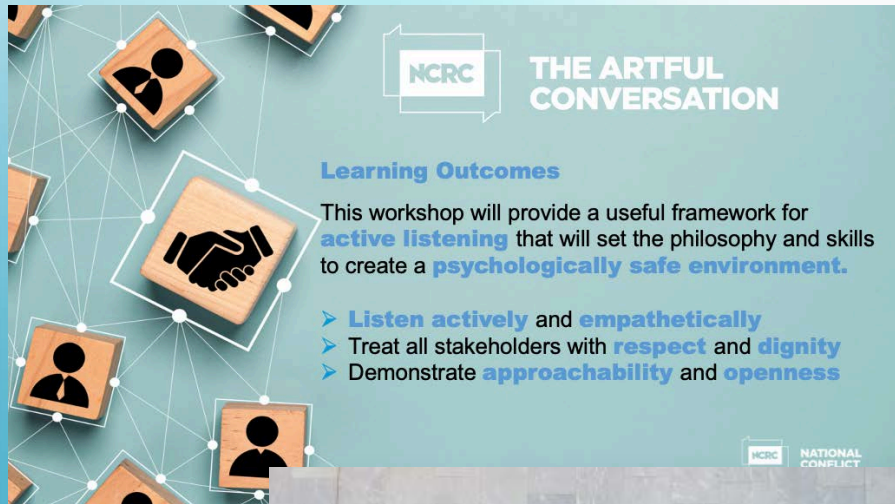 NCRC
THE ARTFUL
CONVERSATION
Learning Outcomes
This workshop will provide a useful framework for
active listening that will set the philosophy and skills
to create a psychologically safe environment.
➢ Listen actively and empathetically
➢ Treat all stakeholders with respect and dignity
➢ Demonstrate approachability and openness
NCRC
NATIONAL
CONFLICT